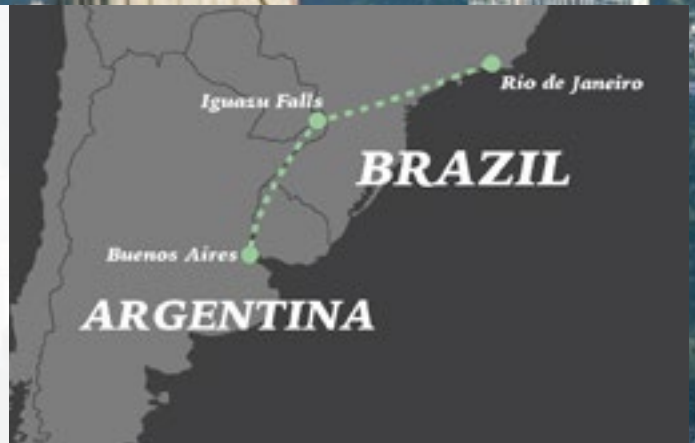 Rio de Janeiro
Iguazu Falls
BRAZIL
Buenos Aires
ARGENTINA